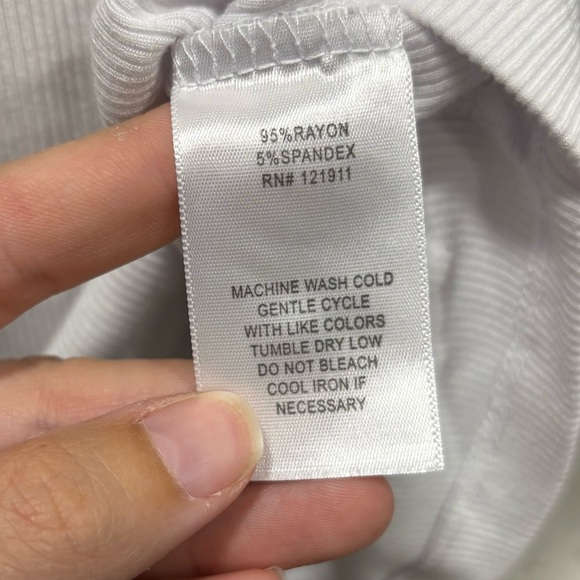 95%RAYON
5%SPANDEX
RN# 121911
MACHINE WASH COLD
GENTLE CYCLE
WITH LIKE COLORS
TUMBLE DRY LOW
DO NOT BLEACH
COOL IRON IF
NECESSARY